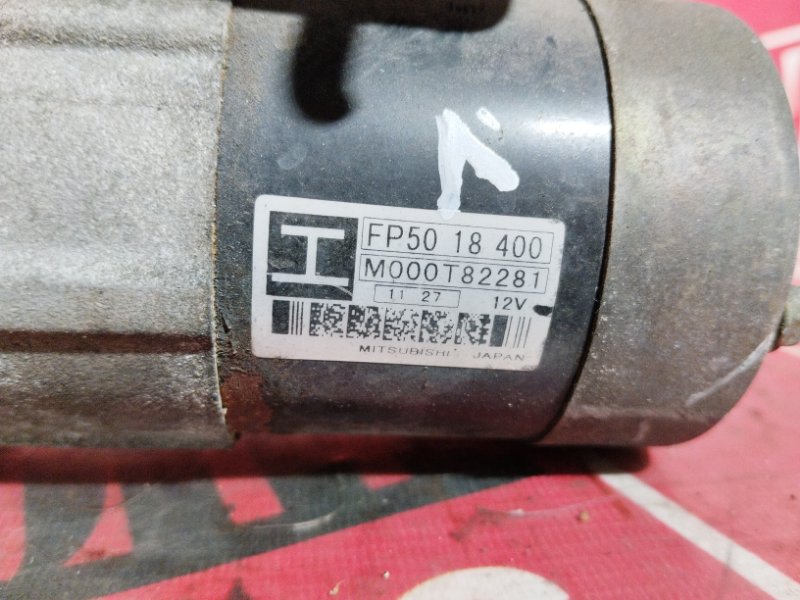 FP50 18 400
M000T82281
11 27 12V
MITSUBISHI JAPAN